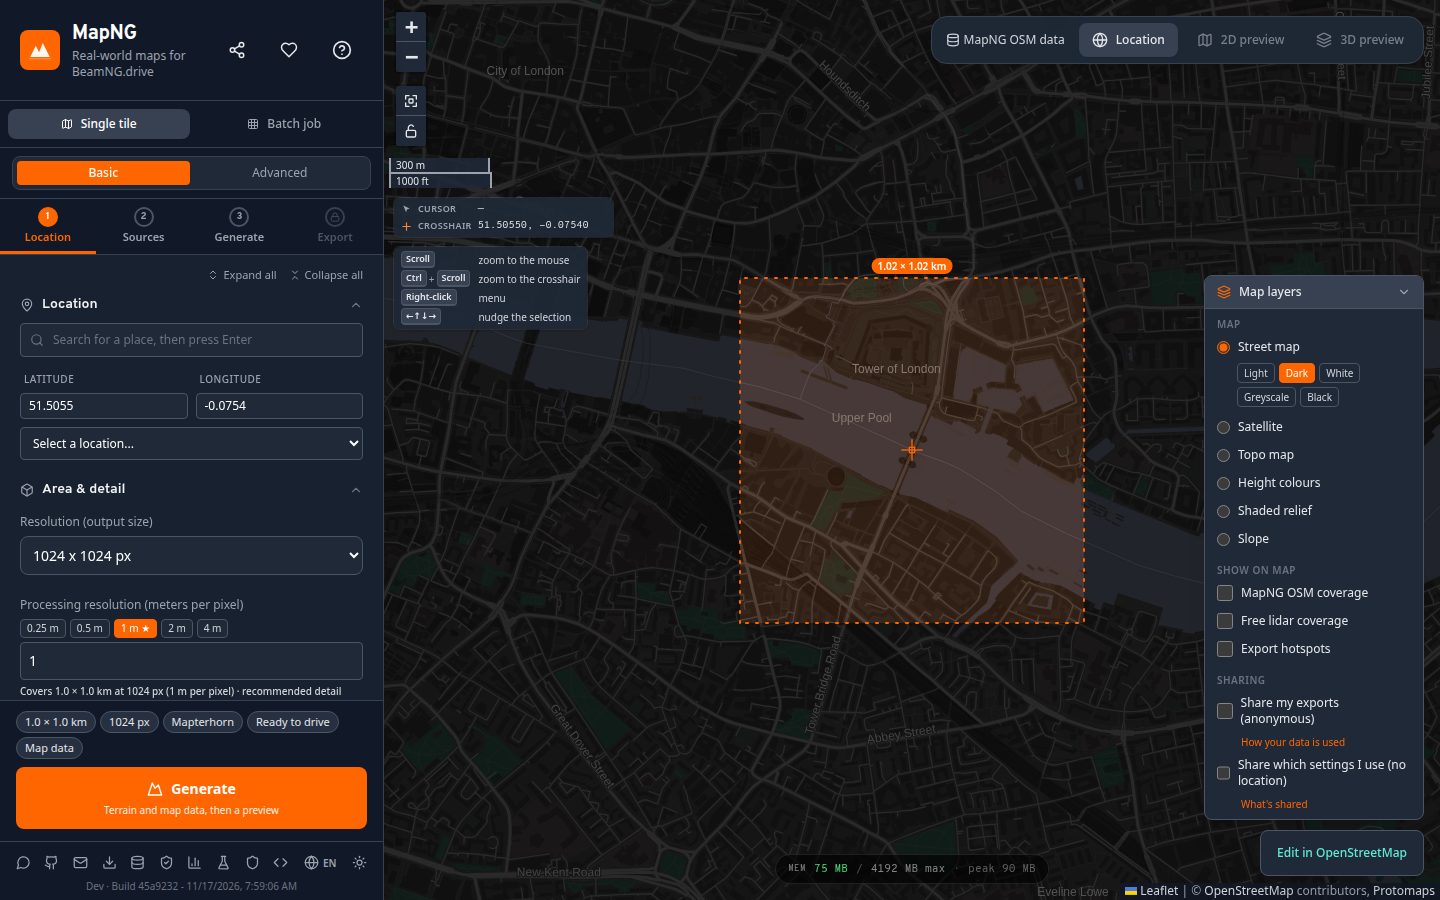 MapNG
Real-world maps for
BeamNG.drive
Single tile
Batch job
Basic
Advanced
1
Location
2
Sources
3
Generate
Export
Expand all
Collapse all
Location
Search for a place, then press Enter
LATITUDE
LONGITUDE
51.5055
-0.0754
Select a location...
Area & detail
Resolution (output size)
1024 x 1024 px
Processing resolution (meters per pixel)
0.25 m
0.5 m
1 m ★
2 m
4 m
1
Covers 1.0 × 1.0 km at 1024 px (1 m per pixel) · recommended detail
1.0 × 1.0 km
1024 px
Mapterhorn
Ready to drive
Map data
Generate
Terrain and map data, then a preview
EN
Dev · Build 45a9232 - 11/17/2026, 7:59:06 AM
+
−
300 m
1000 ft
CURSOR —
CROSSHAIR 51.50550, −0.07540
Scroll zoom to the mouse
Ctrl + Scroll zoom to the crosshair
Right-click menu
←↑↓→ nudge the selection
City of London
Houndsditch
Jubilee Street
1.02 × 1.02 km
Tower of London
Upper Pool
Tower Bridge Road
Abbey Street
Great Dover Street
New Kent Road
Eveline Lowe
MapNG OSM data
Location
2D preview
3D preview
Map layers
MAP
Street map
Light
Dark
White
Greyscale
Black
Satellite
Topo map
Height colours
Shaded relief
Slope
SHOW ON MAP
MapNG OSM coverage
Free lidar coverage
Export hotspots
SHARING
Share my exports
(anonymous)
How your data is used
Share which settings I use (no
location)
What's shared
Edit in OpenStreetMap
MEM 75 MB / 4192 MB max · peak 90 MB
Leaflet | © OpenStreetMap contributors, Protomaps